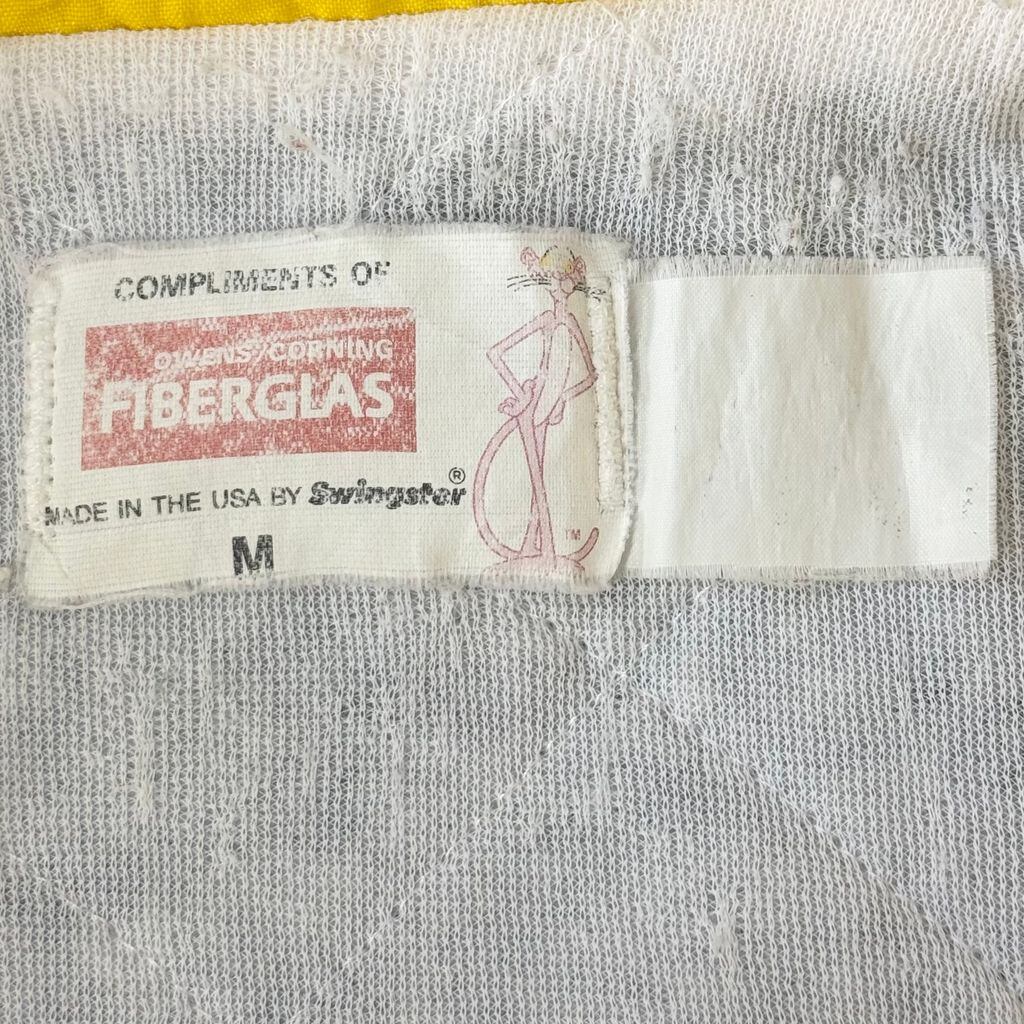 COMPLIMENTS OF
OWENS/CORNING
FIBERGLAS
MADE IN THE USA BY Swingster®
M
TM